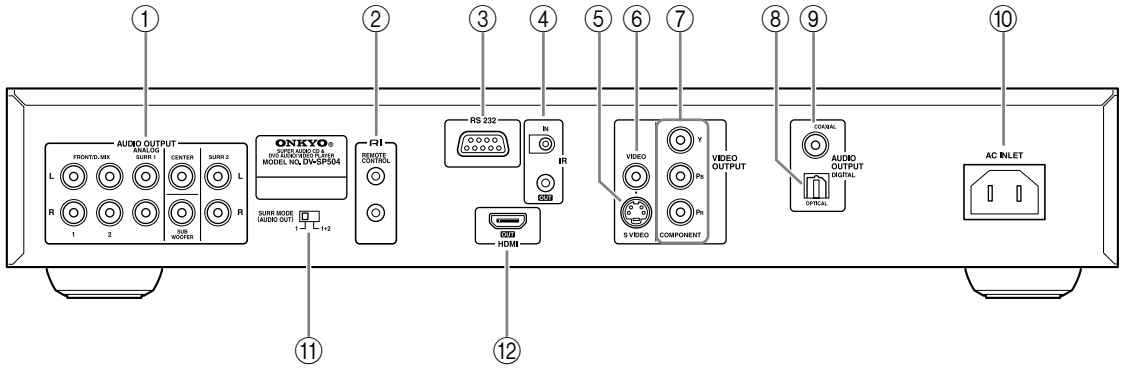 ① ② ③ ④ ⑤ ⑥ ⑦ ⑧ ⑨ ⑩
AUDIO OUTPUT
ANALOG
FRONT/D. MIX SURR 1 CENTER SURR 2
L L
R R
1 2 SUB
WOOFER
ONKYO®
SUPER AUDIO CD &
DVD AUDIO/VIDEO PLAYER
MODEL NO. DV-SP504
SURR MODE
(AUDIO OUT)
1 1+2
RI
REMOTE
CONTROL
RS 232
IN
IR
OUT
OUT
HDMI
VIDEO
S VIDEO
Y
PB
PR
COMPONENT
VIDEO
OUTPUT
COAXIAL
AUDIO
OUTPUT
DIGITAL
OPTICAL
AC INLET
⑪ ⑫